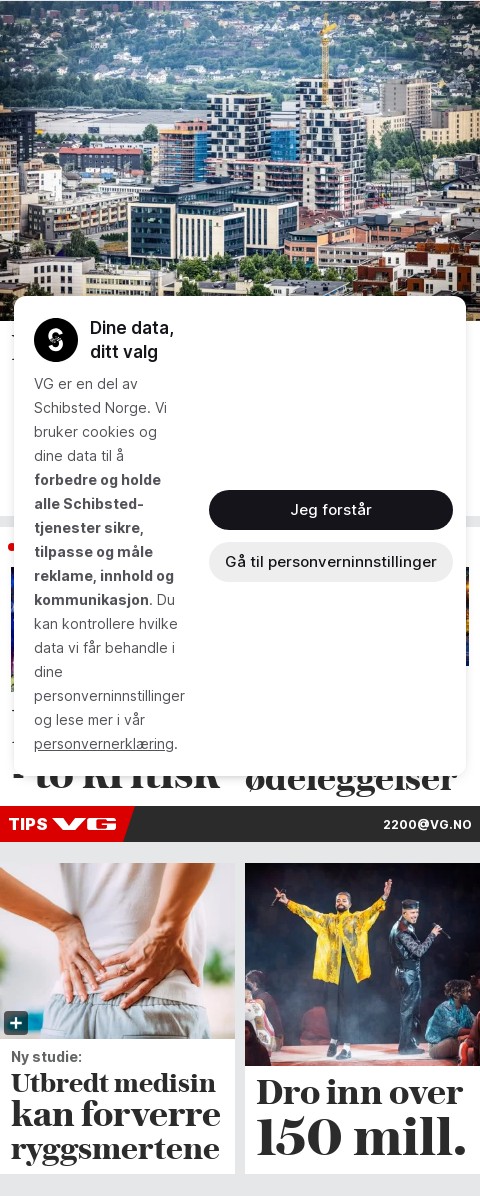 Dine data,
ditt valg
VG er en del av
Schibsted Norge. Vi
bruker cookies og
dine data til å
forbedre og holde
alle Schibsted-
tjenester sikre,
tilpasse og måle
reklame, innhold og
kommunikasjon. Du
kan kontrollere hvilke
data vi får behandle i
dine
personverninnstillinger
og lese mer i vår
personvernerklæring.
Jeg forstår
Gå til personverninnstillinger
to kritisk
ødeleggelser
TIPS VG
2200@VG.NO
Ny studie:
Utbredt medisin
kan forverre
ryggsmertene
Dro inn over
150 mill.